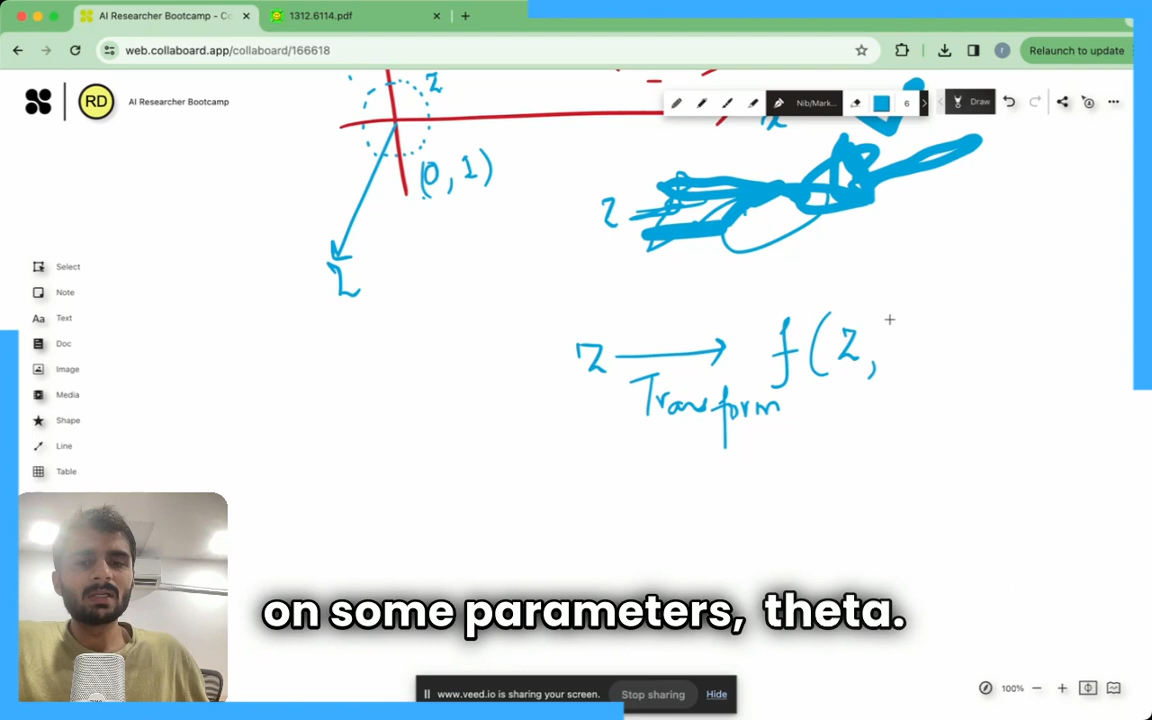 AI Researcher Bootcamp - Co
1312.6114.pdf
web.collaboard.app/collaboard/166618
Relaunch to update
RD
AI Researcher Bootcamp
Nib/Mark...
6
Draw
z
(0, 1)
z
z
Select
Note
Aa Text
Doc
Image
Media
Shape
Line
Table
z → f(z,
Transform
on some parameters, theta.
www.veed.io is sharing your screen.
Stop sharing
Hide
100%